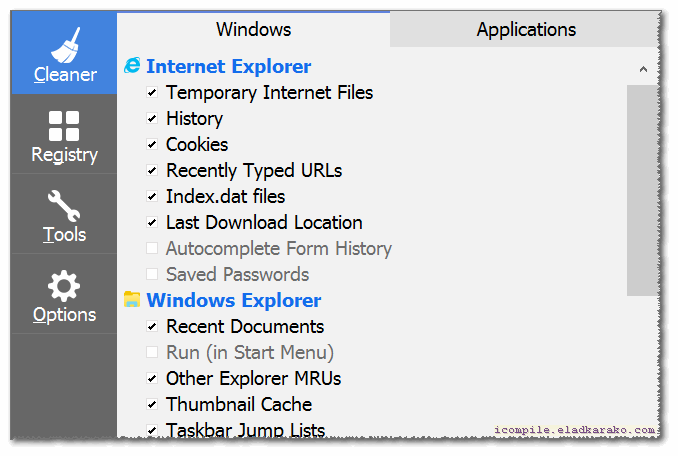 Windows
Applications
Cleaner
Registry
Tools
Options
Internet Explorer
Temporary Internet Files
History
Cookies
Recently Typed URLs
Index.dat files
Last Download Location
Autocomplete Form History
Saved Passwords
Windows Explorer
Recent Documents
Run (in Start Menu)
Other Explorer MRUs
Thumbnail Cache
Taskbar Jump Lists
icompile.eladkarako.com